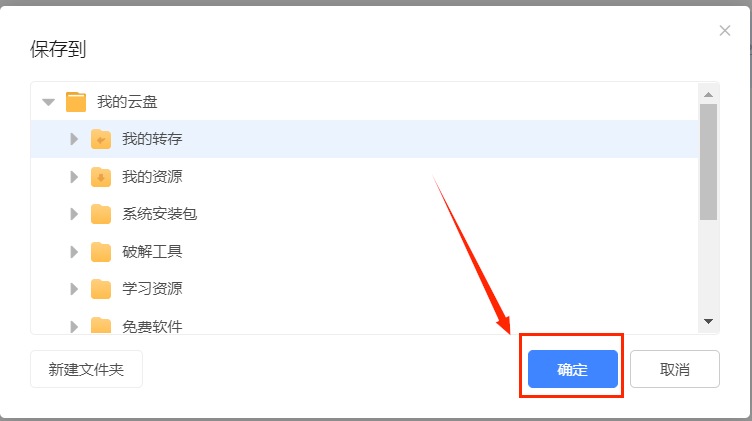 保存到
我的云盘
我的转存
我的资源
系统安装包
破解工具
学习资源
免费软件
新建文件夹 确定 取消